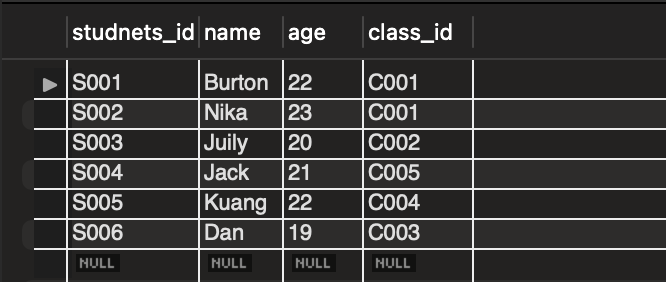 studnets_id name age class_id
S001 Burton 22 C001
S002 Nika 23 C001
S003 Juily 20 C002
S004 Jack 21 C005
S005 Kuang 22 C004
S006 Dan 19 C003
NULL NULL NULL NULL